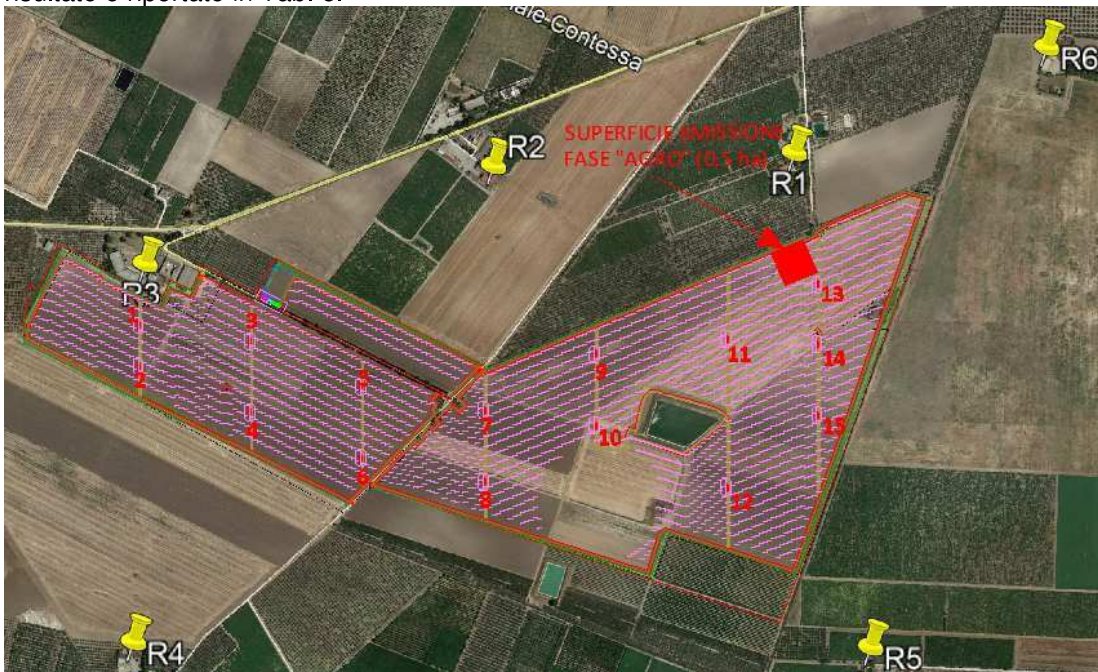 risultato è riportato in Tab. 6.
ale Contessa
R6
SUPERFICIE EMISSIONE
FASE "AGRO" (0,5 ha)
R2
R1
R3
1
3
13
9
11
14
2
5
7
4
10
15
6
8
12
R4
R5